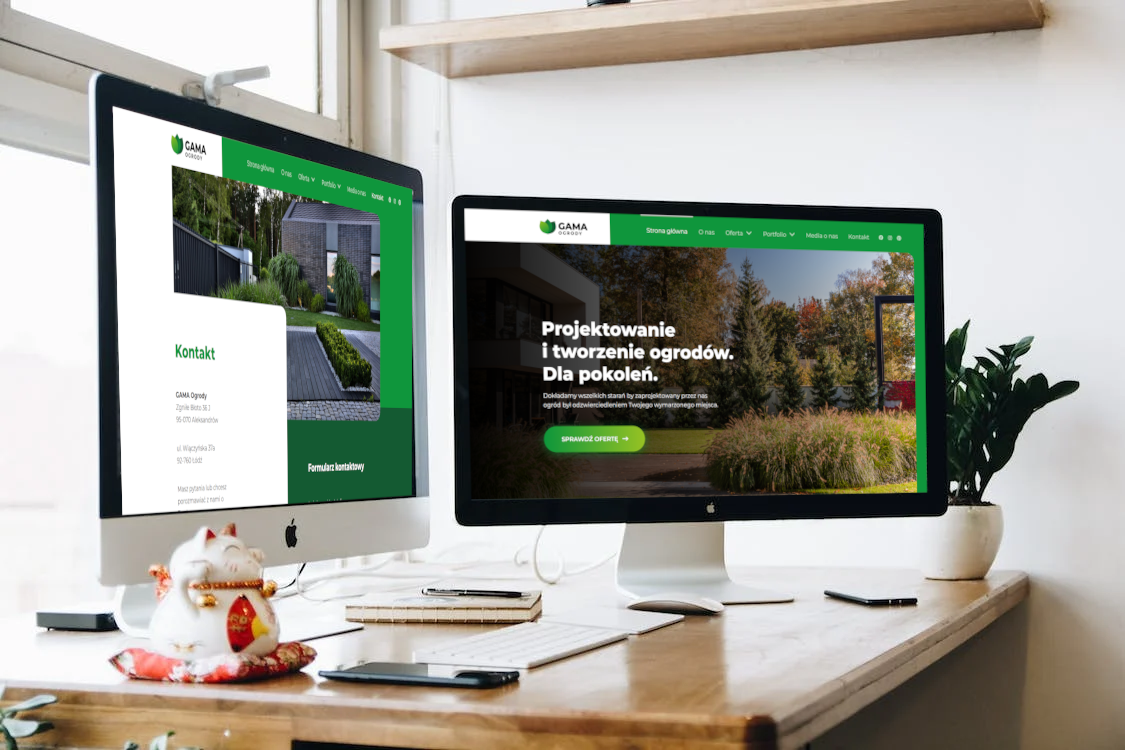 GAMA
OGRODY
Strona główna O nas Oferta Portfolio Media o nas Kontakt
Kontakt
GAMA Ogrody
Zgniłe Błoto 56 J
95-070 Aleksandrów
ul. Wiączyńska 37a
92-760 Łódź
Masz pytania lub chcesz
porozmawiać z nami o
Formularz kontaktowy
GAMA
OGRODY
Strona główna O nas Oferta Portfolio Media o nas Kontakt
Projektowanie
i tworzenie ogrodów.
Dla pokoleń.
Dokładamy wszelkich starań by zaprojektowany przez nas
ogród był odzwierciedleniem Twojego wymarzonego miejsca.
SPRAWDŹ OFERTĘ →